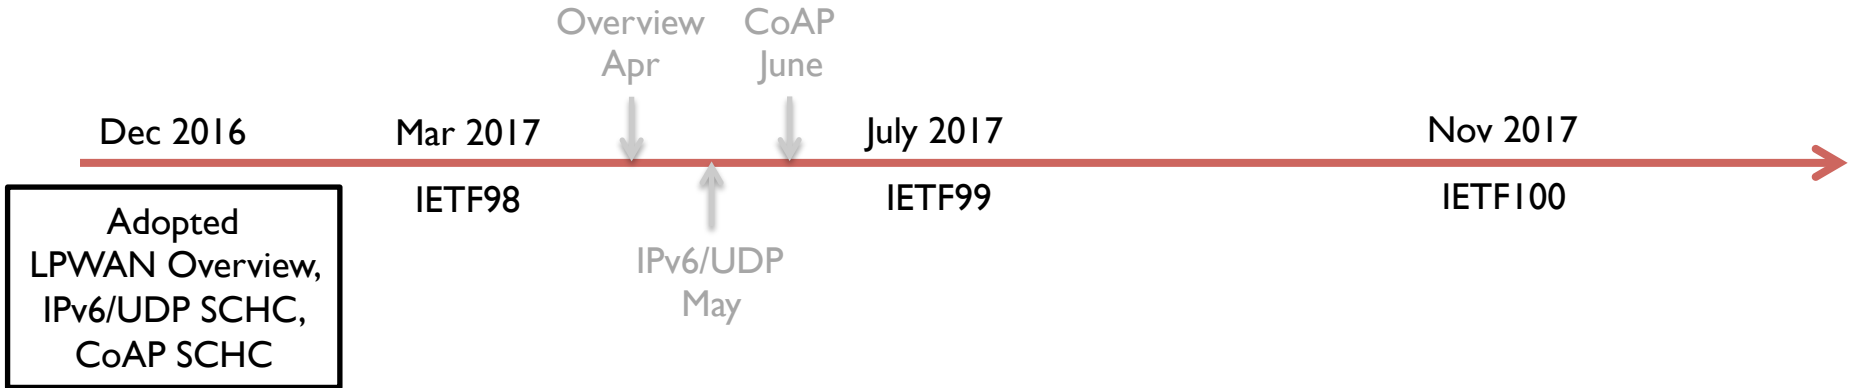 Overview
Apr
CoAP
June
Dec 2016
Mar 2017
July 2017
Nov 2017
IETF98
IETF99
IETF100
Adopted
LPWAN Overview,
IPv6/UDP SCHC,
CoAP SCHC
IPv6/UDP
May